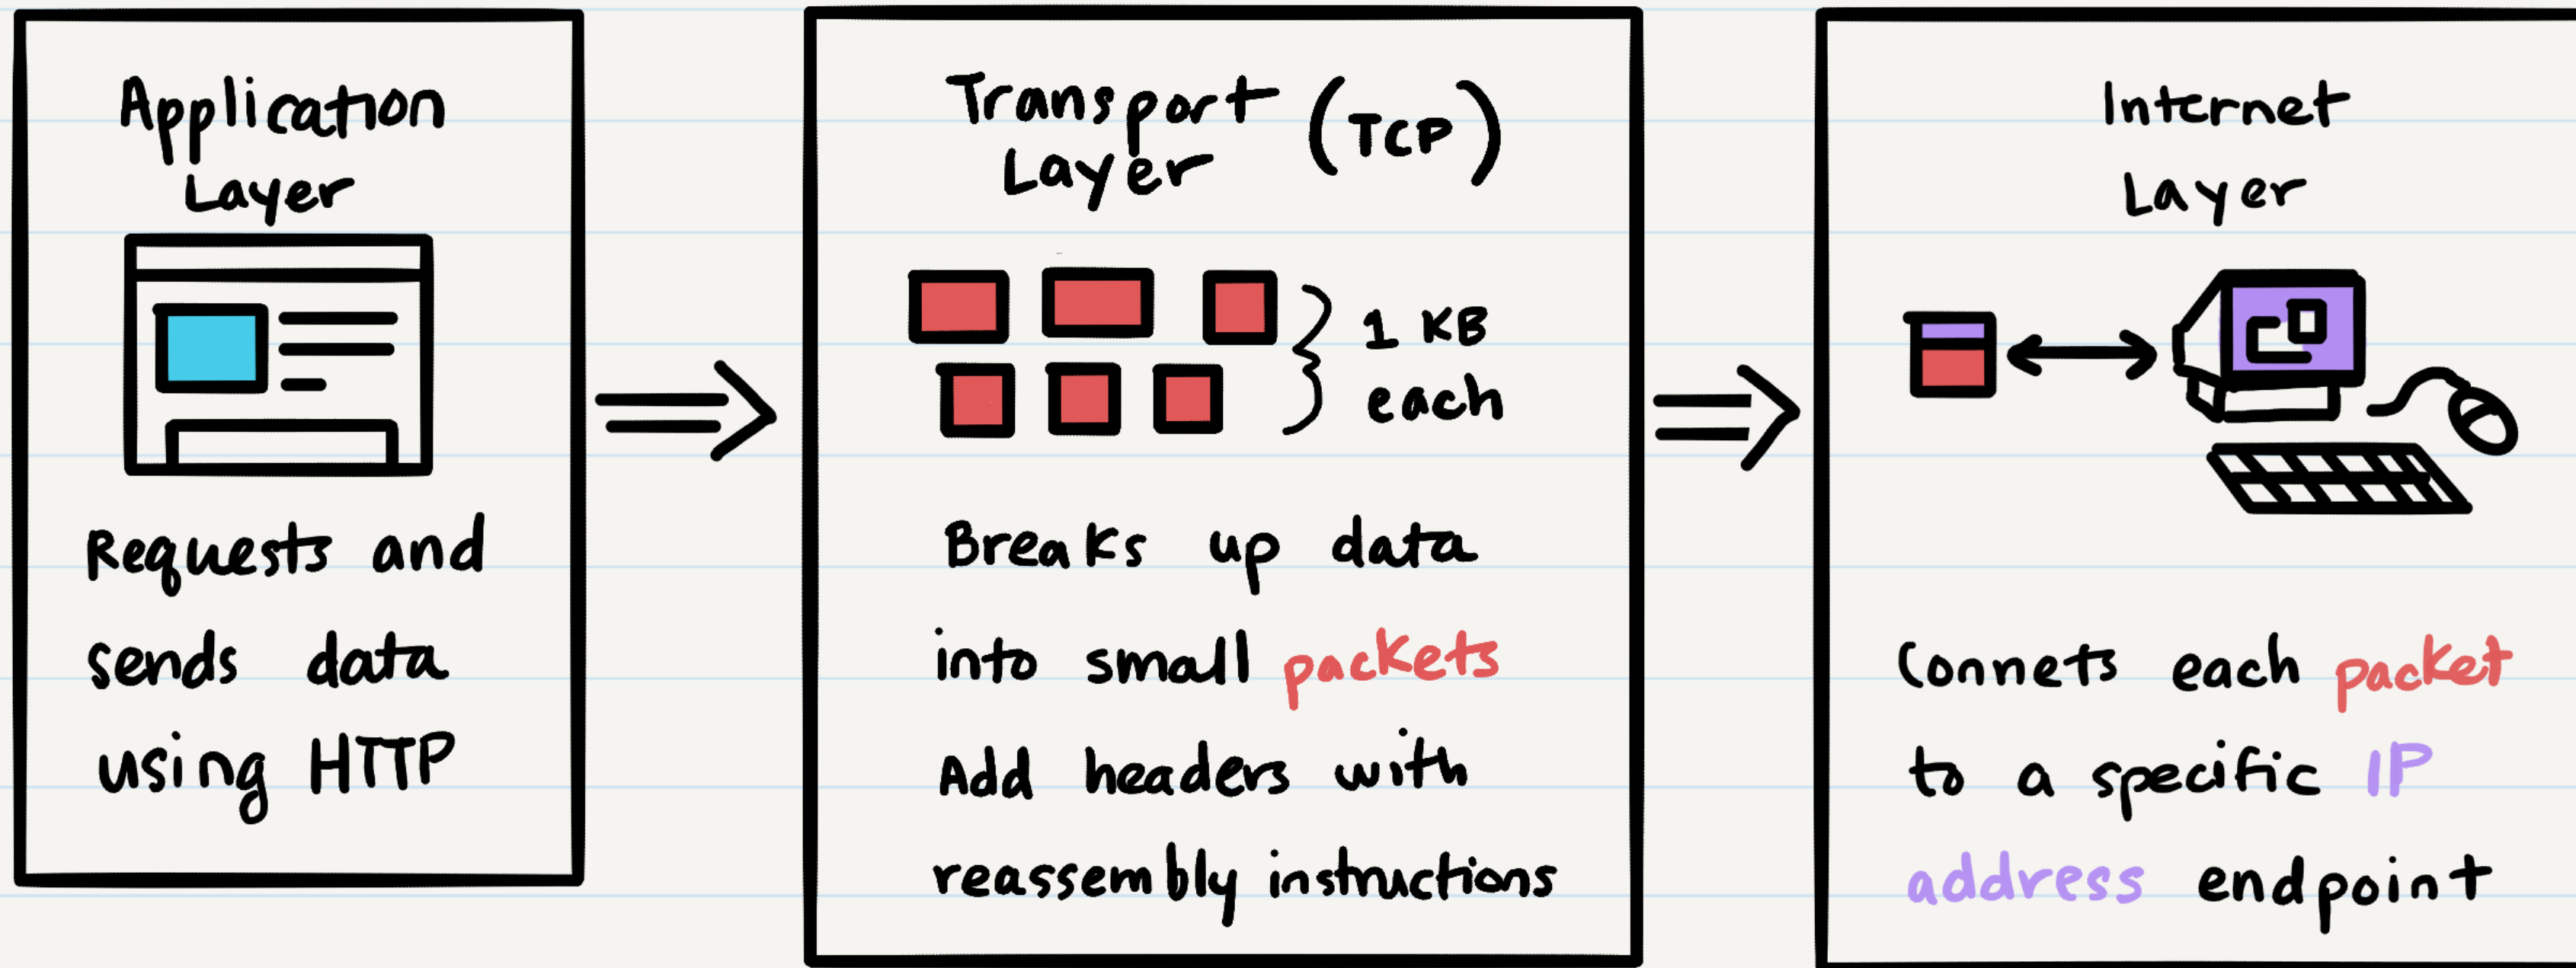 Application
Layer
Requests and
sends data
using HTTP
Transport (TCP)
Layer
1 KB
each
Breaks up data
into small packets
Add headers with
reassembly instructions
Internet
Layer
Connets each packet
to a specific IP
address endpoint